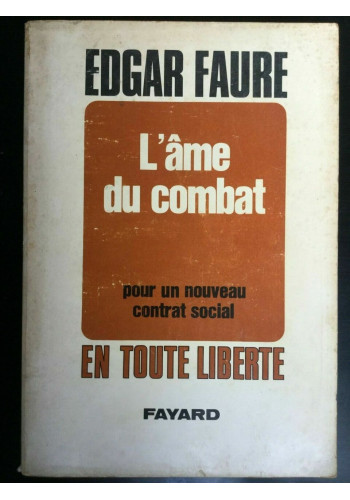 EDGAR FAURE
L'âme
du combat
pour un nouveau
contrat social
EN TOUTE LIBERTE
FAYARD